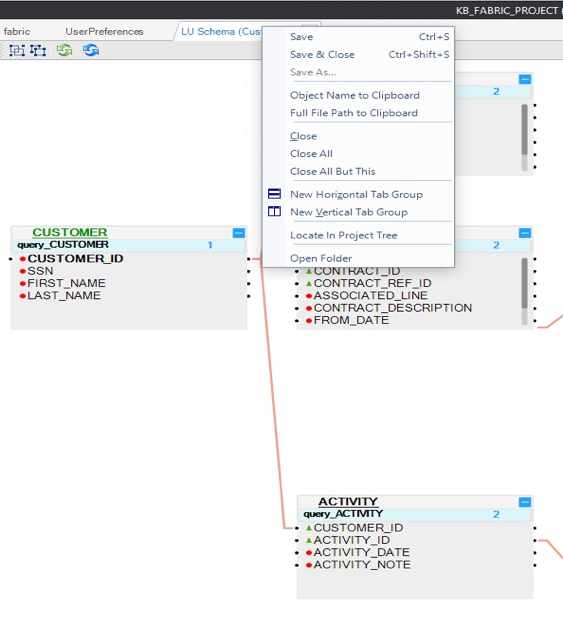 KB_FABRIC_PROJECT (
fabric
UserPreferences
LU Schema (Cus
Save Ctrl+S
Save & Close Ctrl+Shift+S
Save As...
Object Name to Clipboard
Full File Path to Clipboard
Close
Close All
Close All But This
New Horizontal Tab Group
New Vertical Tab Group
Locate In Project Tree
Open Folder
2
CUSTOMER
query_CUSTOMER 1
CUSTOMER_ID
SSN
FIRST_NAME
LAST_NAME
2
CONTRACT_ID
CONTRACT_REF_ID
ASSOCIATED_LINE
CONTRACT_DESCRIPTION
FROM_DATE
ACTIVITY
query_ACTIVITY 2
CUSTOMER_ID
ACTIVITY_ID
ACTIVITY_DATE
ACTIVITY_NOTE